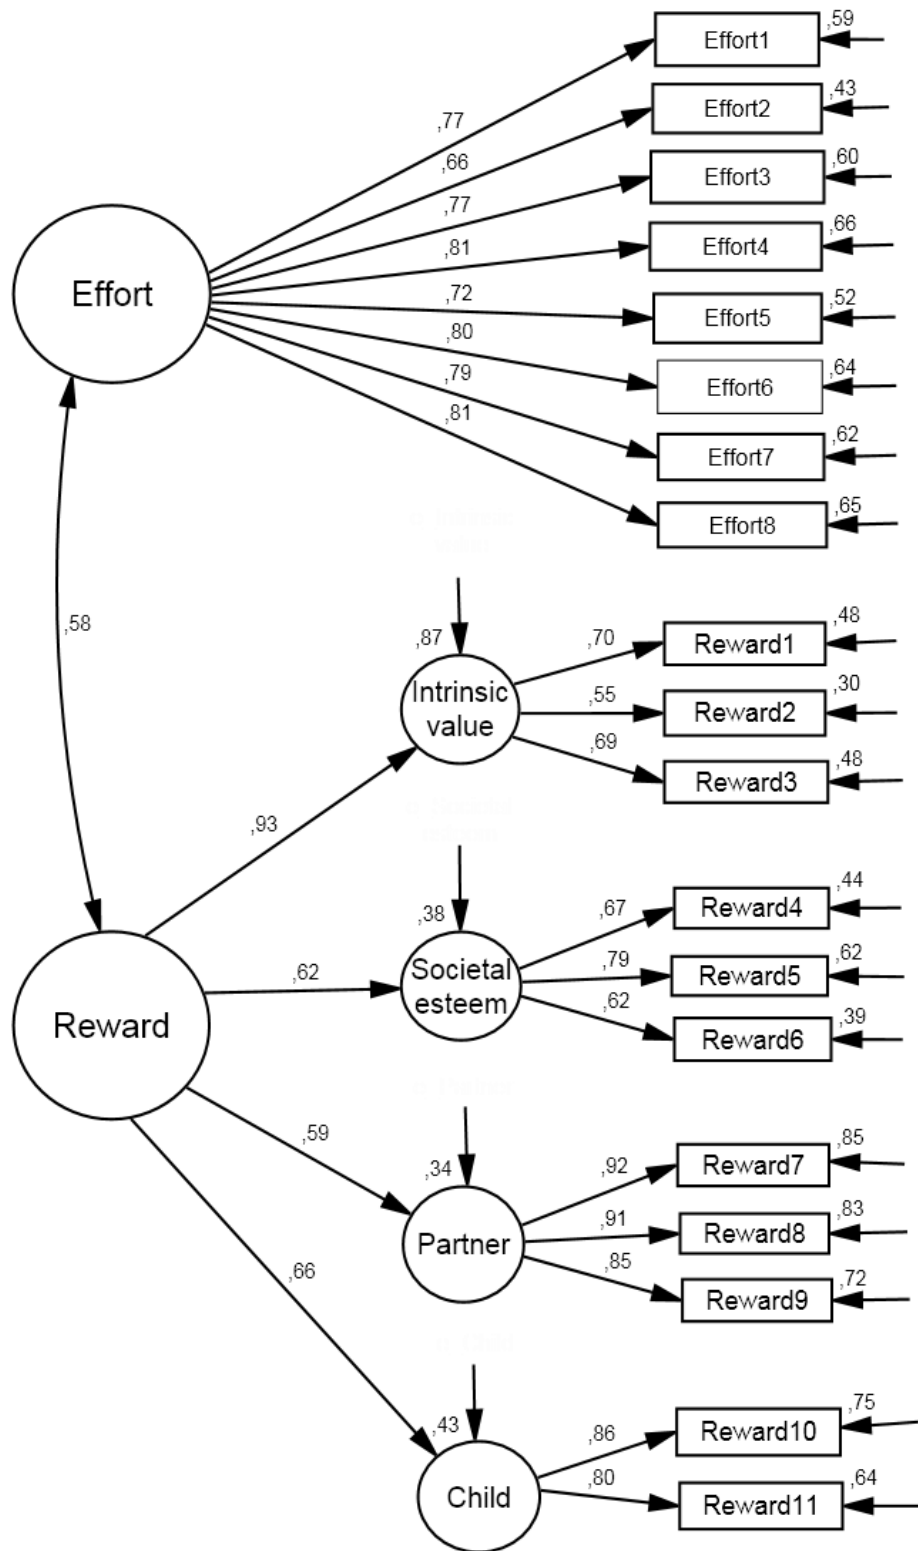 ,59
Effort1
,43
Effort2
,77
,60
,66
Effort3
,77
,66
,81
Effort4
Effort
,72
,52
Effort5
,80
,64
Effort6
,79
,81
,62
Effort7
,65
Effort8
,58
,87
,70
,48
Reward1
Intrinsic
value
,55
,30
Reward2
,69
,48
Reward3
,93
,38
,67
,44
Reward4
Societal
esteem
,62
,79
,62
Reward5
,62
,39
Reward6
Reward
,59
,34
,92
,85
Reward7
Partner
,91
,83
Reward8
,85
,72
Reward9
,66
,43
,86
,75
Reward10
Child
,80
,64
Reward11